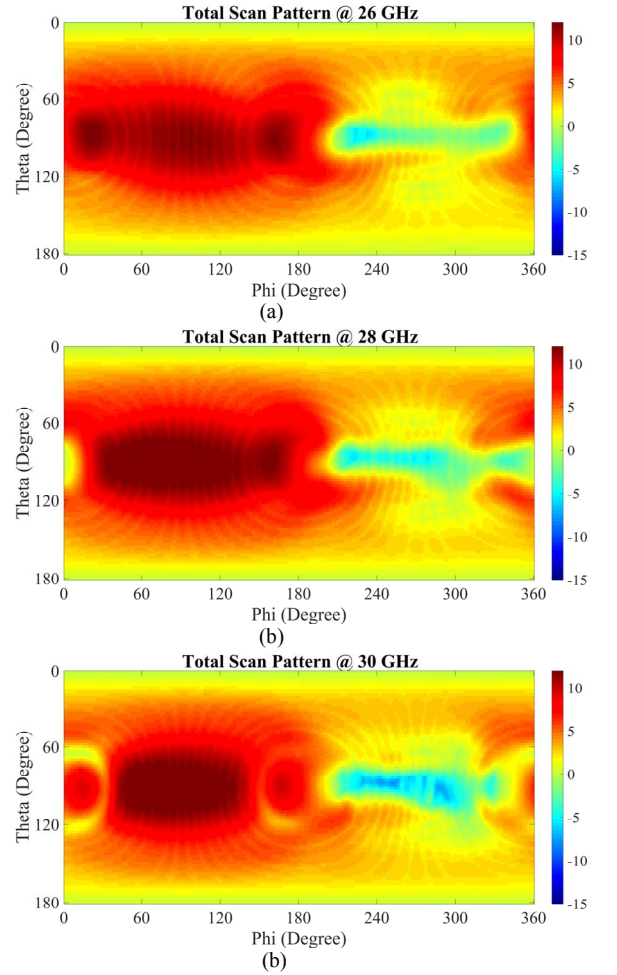 Total Scan Pattern @ 26 GHz
0
60
120
180
Theta (Degree)
0 60 120 180 240 300 360
Phi (Degree)
10
5
0
-5
-10
-15
(a)
Total Scan Pattern @ 28 GHz
0
60
120
180
Theta (Degree)
0 60 120 180 240 300 360
Phi (Degree)
10
5
0
-5
-10
-15
(b)
Total Scan Pattern @ 30 GHz
0
60
120
180
Theta (Degree)
0 60 120 180 240 300 360
Phi (Degree)
10
5
0
-5
-10
-15
(b)